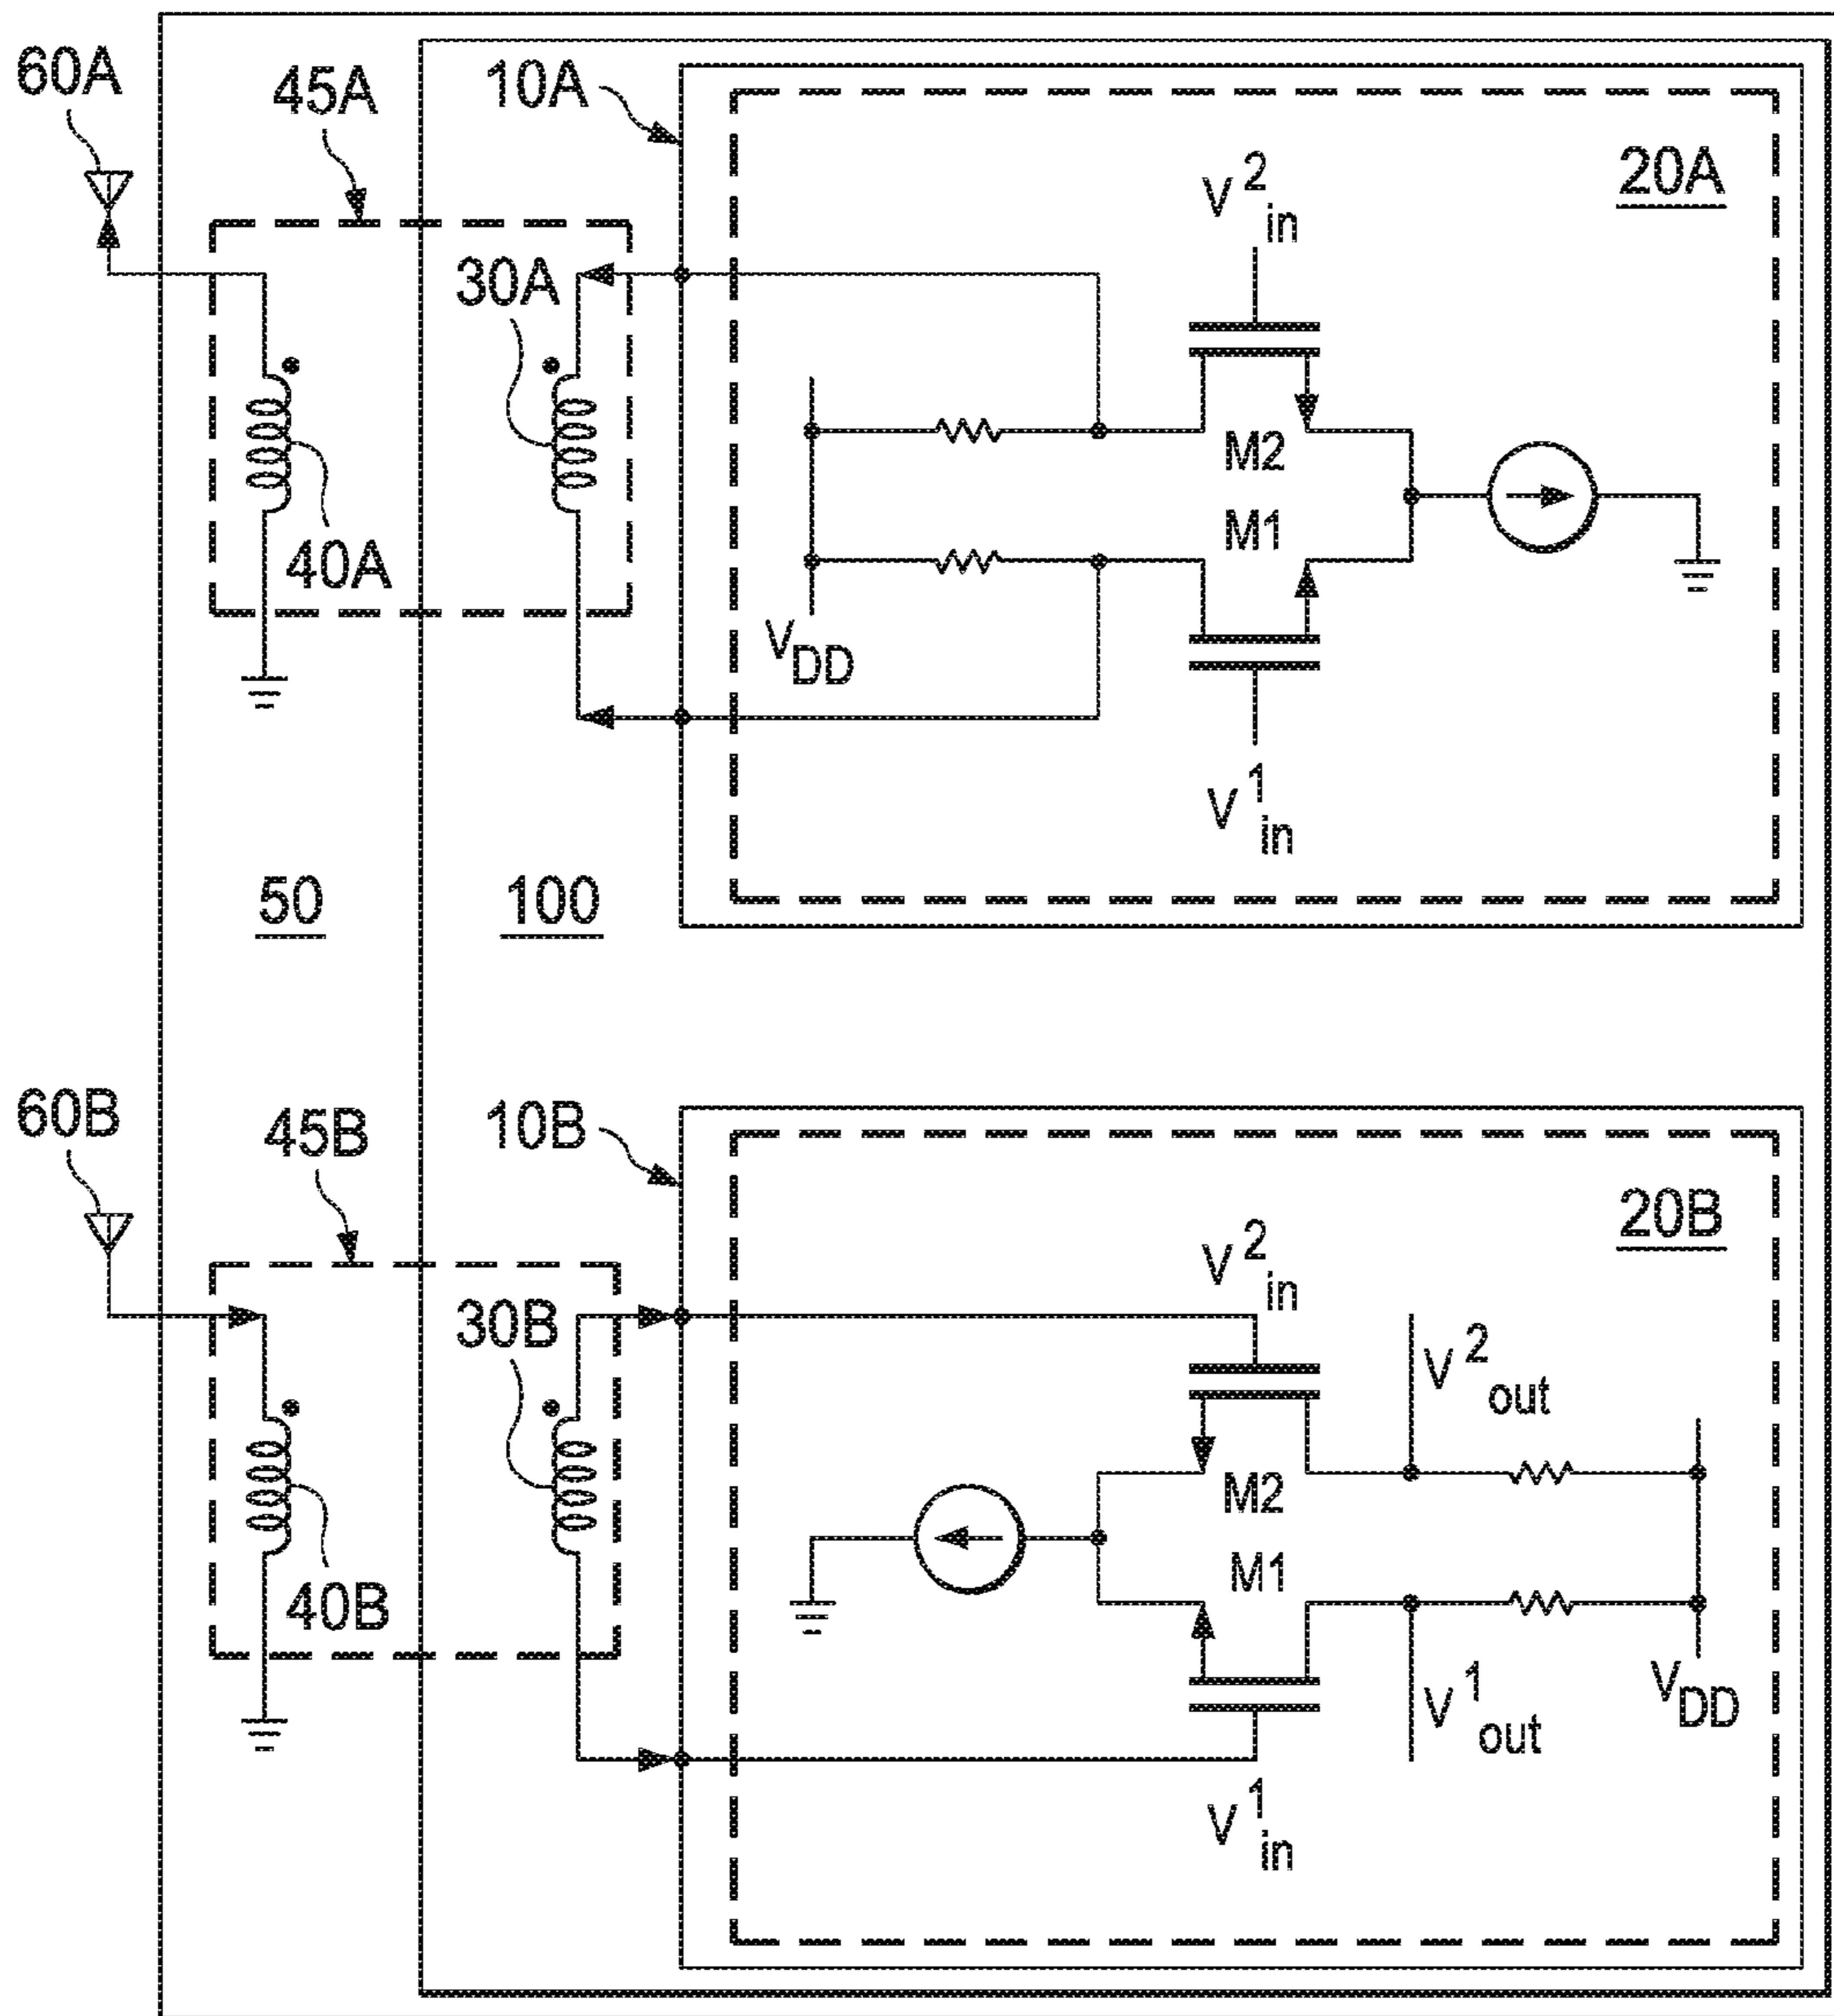 60A
45A
10A
20A
V²in
30A
M2
M1
40A
VDD
V¹in
50
100
60B
45B
10B
20B
V²in
30B
V²out
M2
M1
40B
V¹out
VDD
V¹in